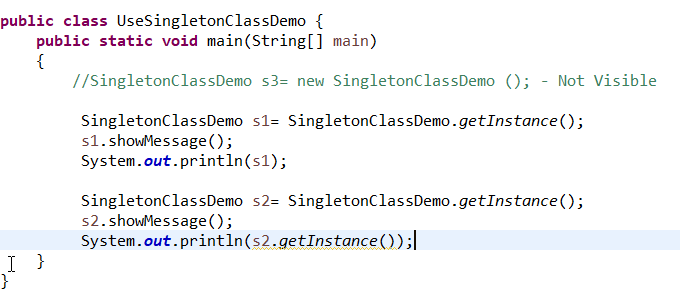 public class UseSingletonClassDemo {
public static void main(String[] main)
{
//SingletonClassDemo s3= new SingletonClassDemo (); - Not Visible
SingletonClassDemo s1= SingletonClassDemo.getInstance();
s1.showMessage();
System.out.println(s1);
SingletonClassDemo s2= SingletonClassDemo.getInstance();
s2.showMessage();
System.out.println(s2.getInstance());
}
}